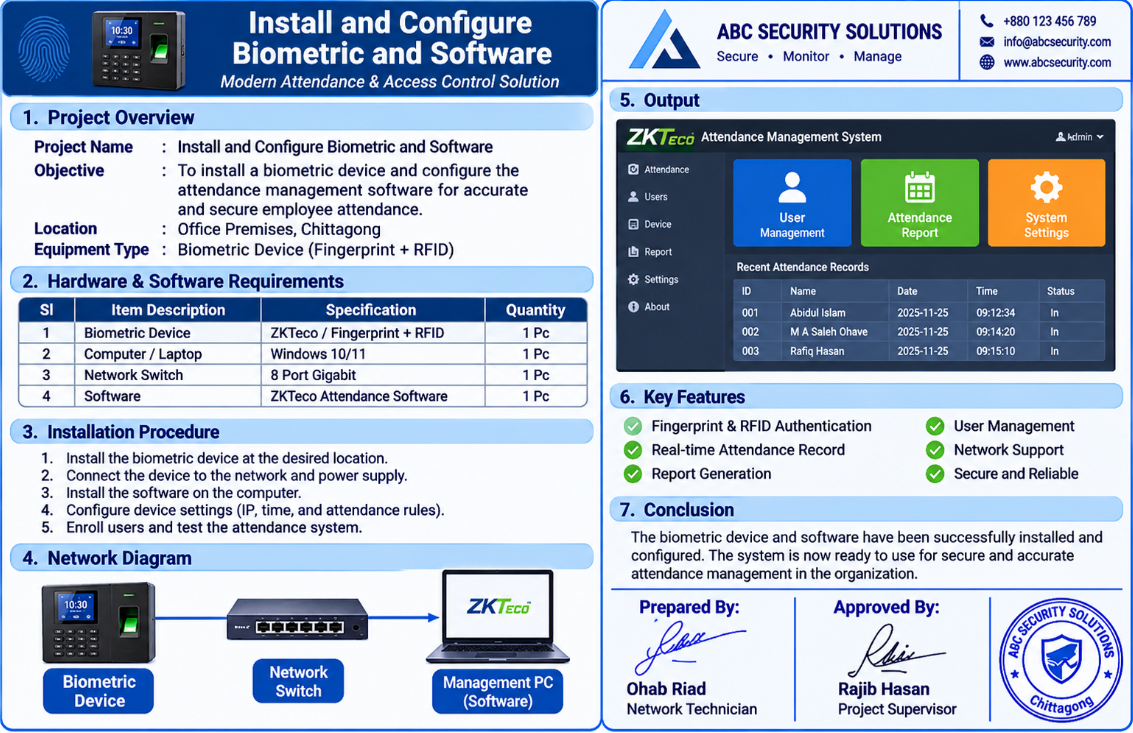 10:30
Install and Configure
Biometric and Software
Modern Attendance & Access Control Solution
1. Project Overview
Project Name : Install and Configure Biometric and Software
Objective : To install a biometric device and configure the
attendance management software for accurate
and secure employee attendance.
Location : Office Premises, Chittagong
Equipment Type : Biometric Device (Fingerprint + RFID)
2. Hardware & Software Requirements
Sl Item Description Specification Quantity
1 Biometric Device ZKTeco / Fingerprint + RFID 1 Pc
2 Computer / Laptop Windows 10/11 1 Pc
3 Network Switch 8 Port Gigabit 1 Pc
4 Software ZKTeco Attendance Software 1 Pc
3. Installation Procedure
1. Install the biometric device at the desired location.
2. Connect the device to the network and power supply.
3. Install the software on the computer.
4. Configure device settings (IP, time, and attendance rules).
5. Enroll users and test the attendance system.
4. Network Diagram
10:30
ZKTeco
Biometric
Device
Network
Switch
Management PC
(Software)
ABC SECURITY SOLUTIONS
Secure • Monitor • Manage
+880 123 456 789
info@abcsecurity.com
www.abcsecurity.com
5. Output
ZKTeco Attendance Management System
Admin
Attendance
Users
Device
Report
Settings
About
User
Management
Attendance
Report
System
Settings
Recent Attendance Records
ID Name Date Time Status
001 Abidul Islam 2025-11-25 09:12:34 In
002 M A Saleh Ohave 2025-11-25 09:14:20 In
003 Rafiq Hasan 2025-11-25 09:15:10 In
6. Key Features
Fingerprint & RFID Authentication
Real-time Attendance Record
Report Generation
User Management
Network Support
Secure and Reliable
7. Conclusion
The biometric device and software have been successfully installed and
configured. The system is now ready to use for secure and accurate
attendance management in the organization.
Prepared By:
Ohab Riad
Network Technician
Approved By:
Rajib Hasan
Project Supervisor
ABC SECURITY SOLUTIONS
Chittagong